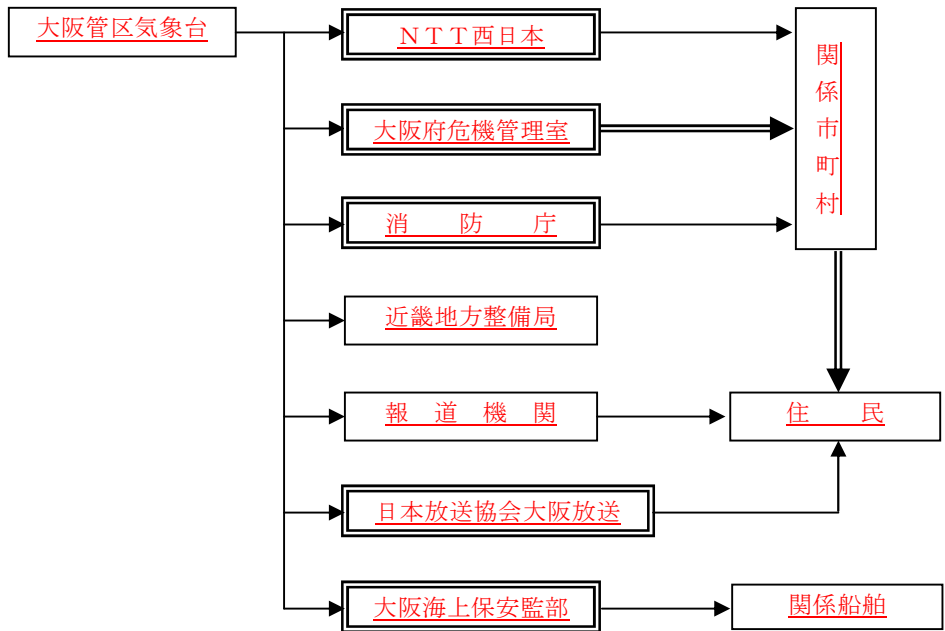 大阪管区気象台
ＮＴＴ西日本
関係市町村
大阪府危機管理室
消　防　庁
近畿地方整備局
報　道　機　関
住　民
日本放送協会大阪放送
大阪海上保安監部
関係船舶